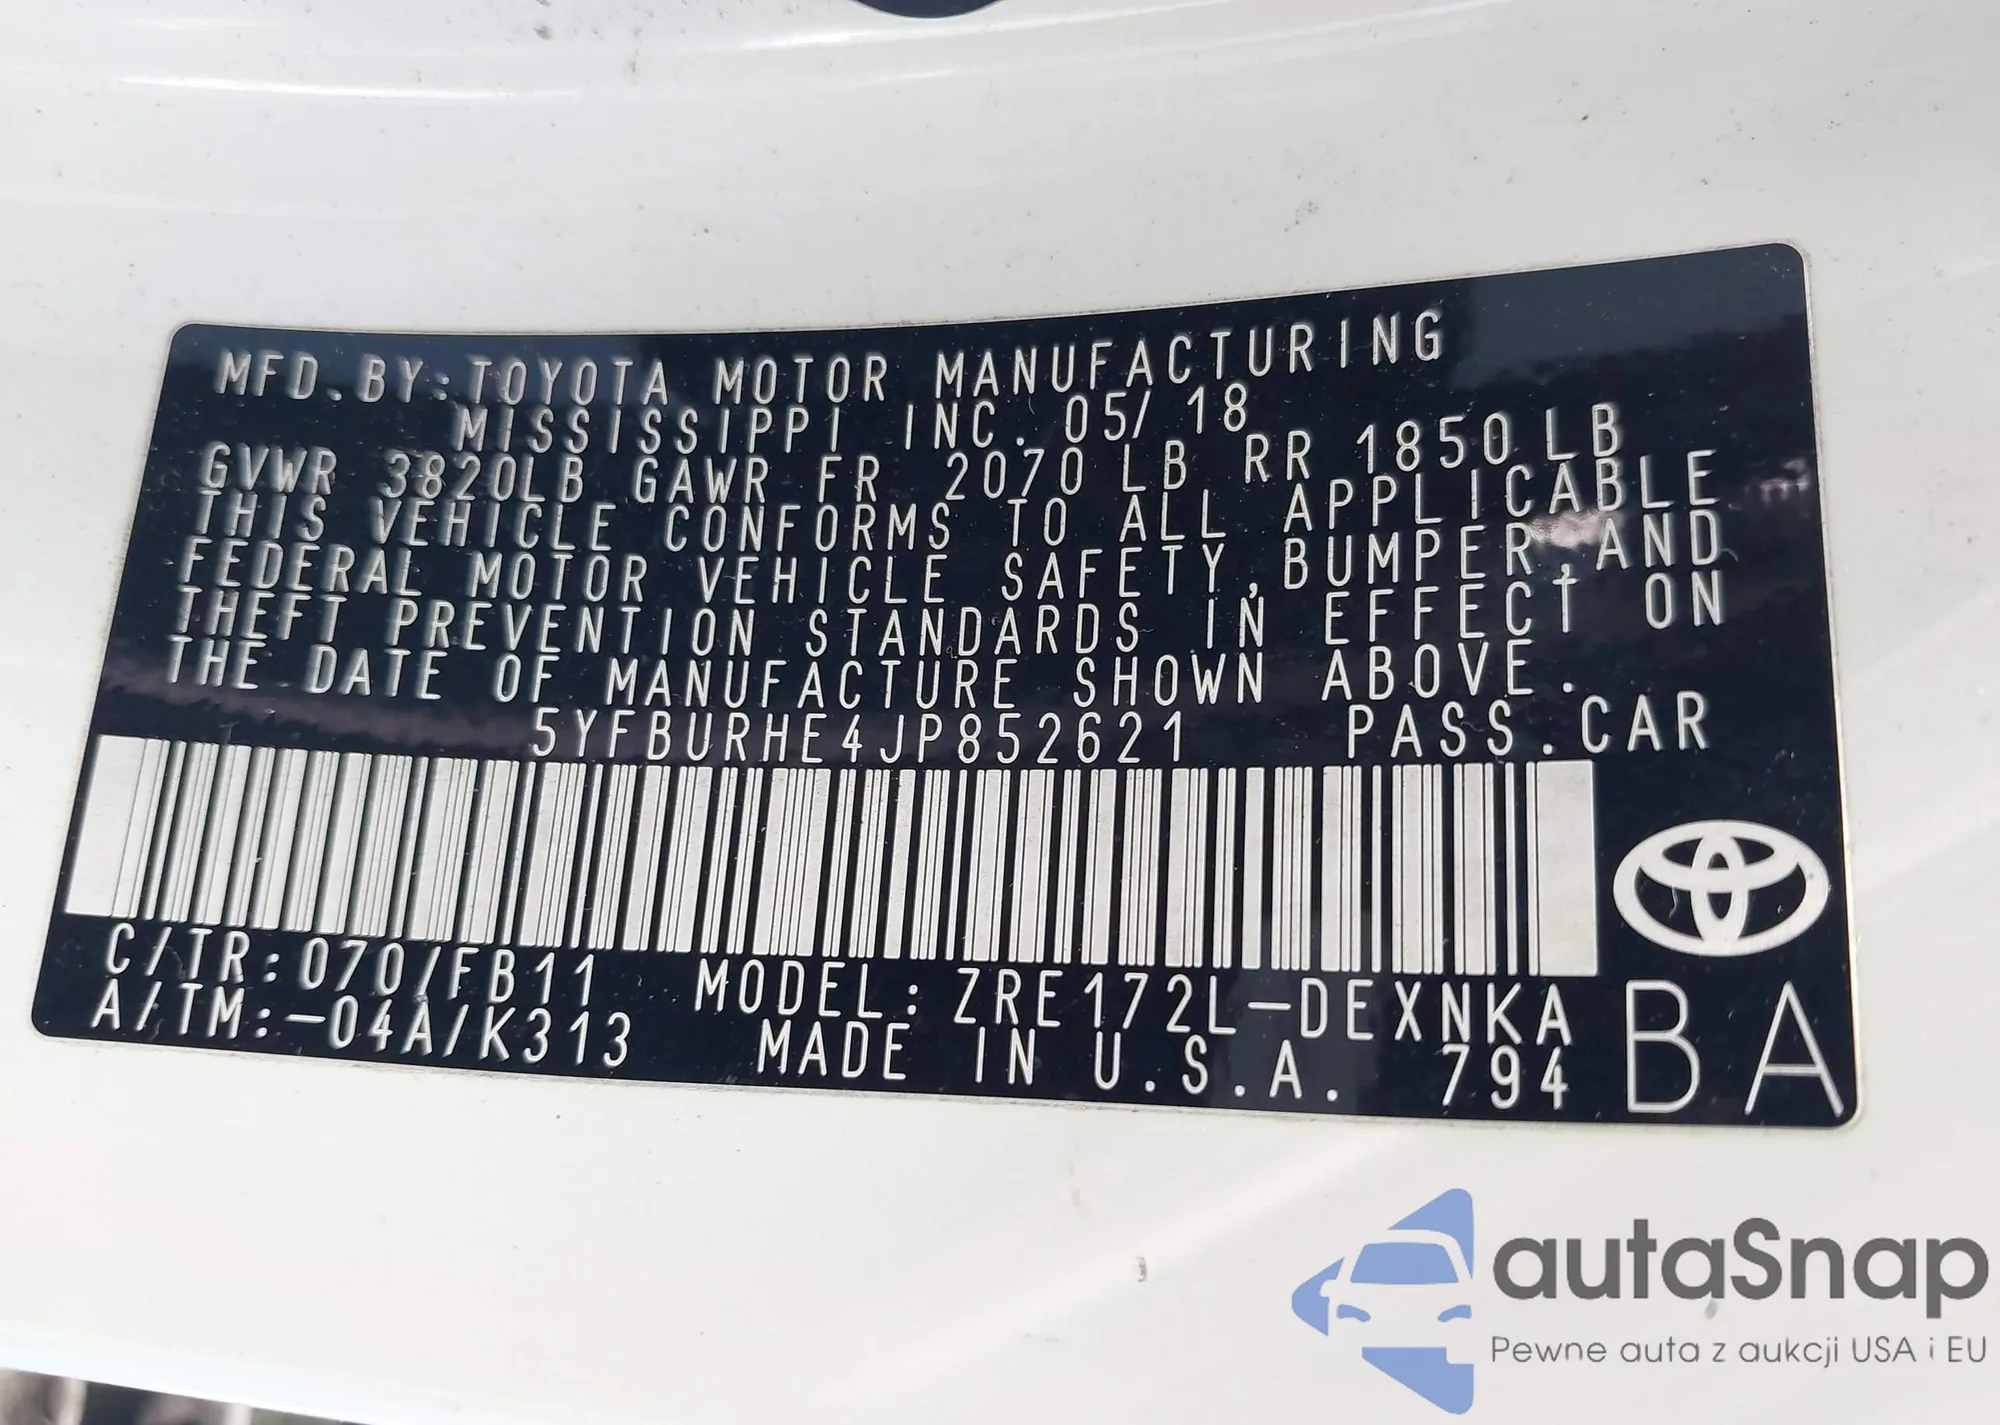 MFD.BY:TOYOTA MOTOR MANUFACTURING
MISSISSIPPI INC. 05/18
GVWR 3820LB GAWR FR 2070 LB RR 1850 LB
THIS VEHICLE CONFORMS TO ALL APPLICABLE
FEDERAL MOTOR VEHICLE SAFETY,BUMPER,AND
THEFT PREVENTION STANDARDS IN EFFECT ON
THE DATE OF MANUFACTURE SHOWN ABOVE.
5YFBURHE4JP852621 PASS.CAR
C/TR:070/FB11 MODEL:ZRE172L-DEXNKA
A/TM:-04A/K313 MADE IN U.S.A. 794
BA
autaSnap
Pewne auta z aukcji USA i EU